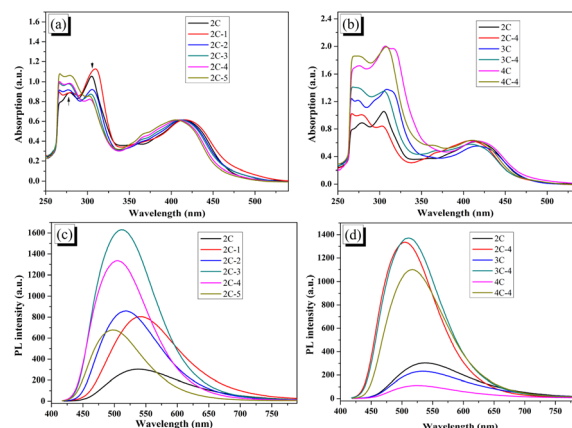 (a)
2C
2C-1
2C-2
2C-3
2C-4
2C-5
Absorption (a.u.)
1.6
1.4
1.2
1.0
0.8
0.6
0.4
0.2
0.0
250 300 350 400 450 500
Wavelength (nm)
(b)
2C
2C-4
3C
3C-4
4C
4C-4
Absorption (a.u.)
2.4
2.0
1.6
1.2
0.8
0.4
0.0
250 300 350 400 450 500
Wavelength (nm)
(c)
2C
2C-1
2C-2
2C-3
2C-4
2C-5
PL intensity (a.u.)
1600
1400
1200
1000
800
600
400
200
0
400 450 500 550 600 650 700 750
Wavelength (nm)
(d)
2C
2C-4
3C
3C-4
4C
4C-4
PL intensity (a.u.)
1400
1200
1000
800
600
400
200
0
400 450 500 550 600 650 700 750
Wavelength (nm)